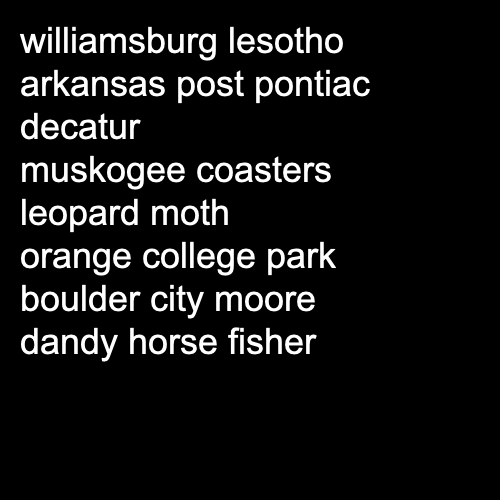 williamsburg lesotho
arkansas post pontiac
decatur
muskogee coasters
leopard moth
orange college park
boulder city moore
dandy horse fisher